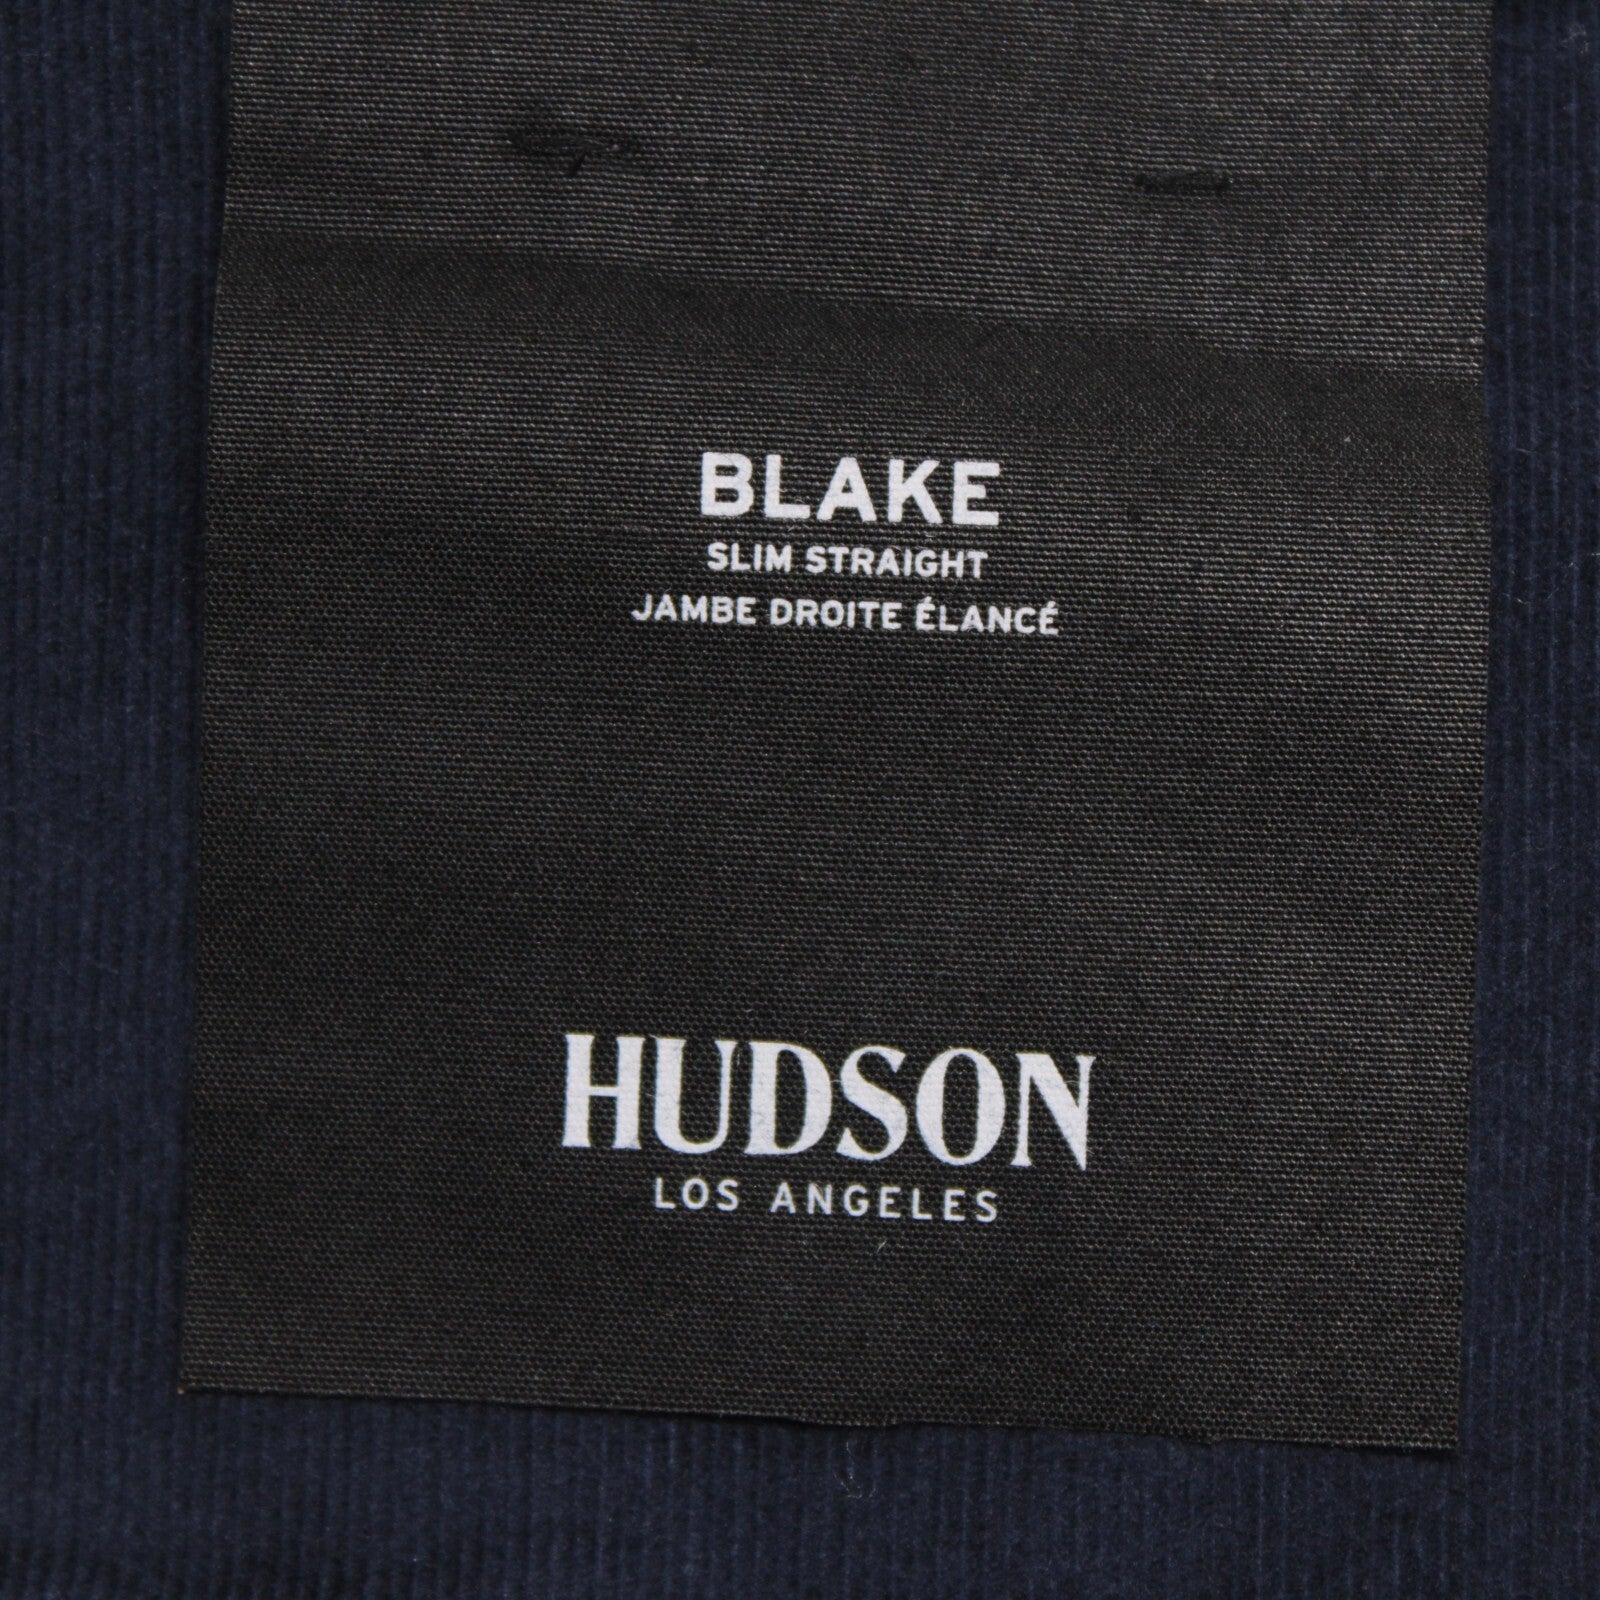 BLAKE
SLIM STRAIGHT
JAMBE DROITE ÉLANCÉ
HUDSON
LOS ANGELES